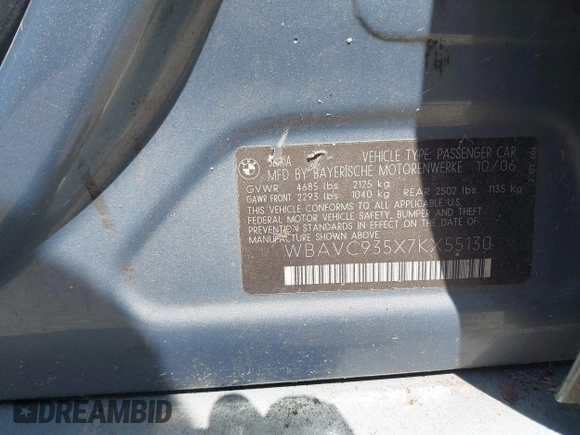 BMW
VEHICLE TYPE: PASSENGER CAR
MFD BY BAYERISCHE MOTORENWERKE 10/06
GVWR 4685 lbs 2125 kg
GAWR FRONT 2293 lbs 1040 kg REAR 2502 lbs 1135 kg
THIS VEHICLE CONFORMS TO ALL APPLICABLE
FEDERAL MOTOR VEHICLE SAFETY, BUMPER AND THEFT
PREVENTION STANDARDS IN EFFECT ON THE DATE OF
MANUFACTURE SHOWN ABOVE.
WBAVC935X7KX55130
DREAMBID